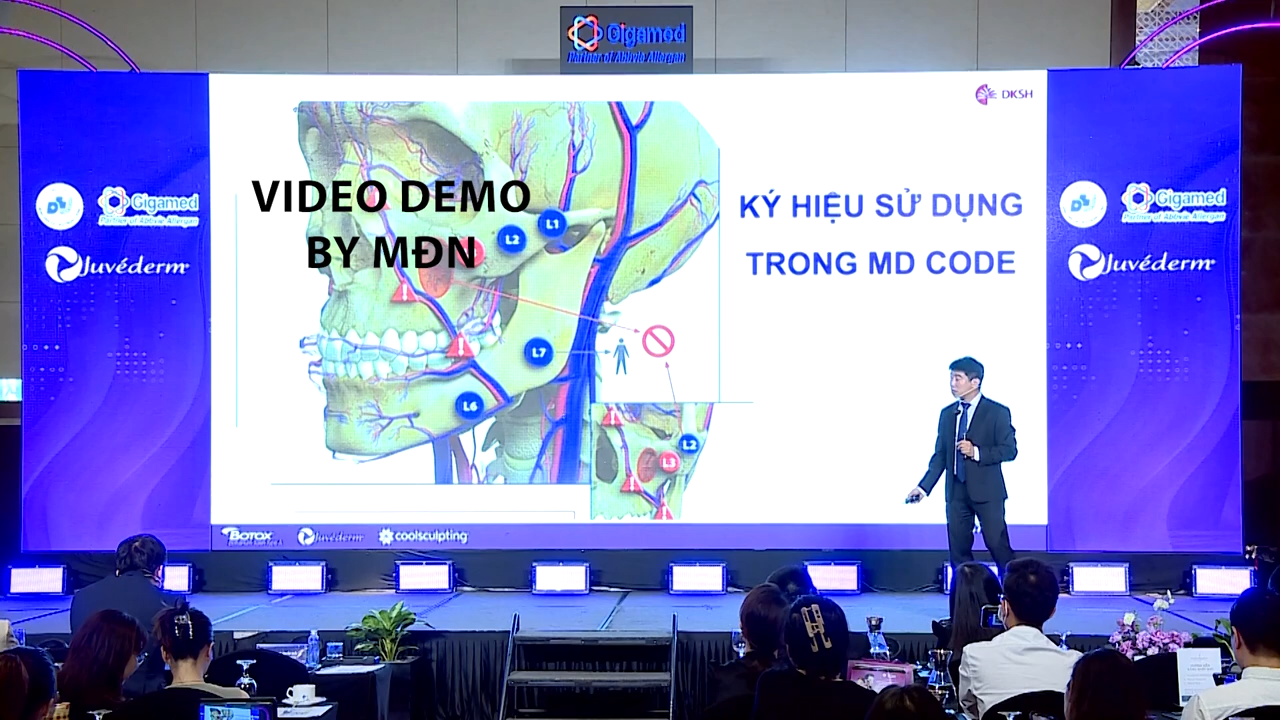 Gigamed
Partner of Abbvie Allergan
DKSH
VIDEO DEMO
BY MĐN
KÝ HIỆU SỬ DỤNG
TRONG MD CODE
L1
L2
L7
L6
L2
L3
Gigamed
Partner of Abbvie Allergan
Juvéderm
Gigamed
Partner of Abbvie Allergan
Juvéderm
BOTOX
Juvéderm
coolsculpting